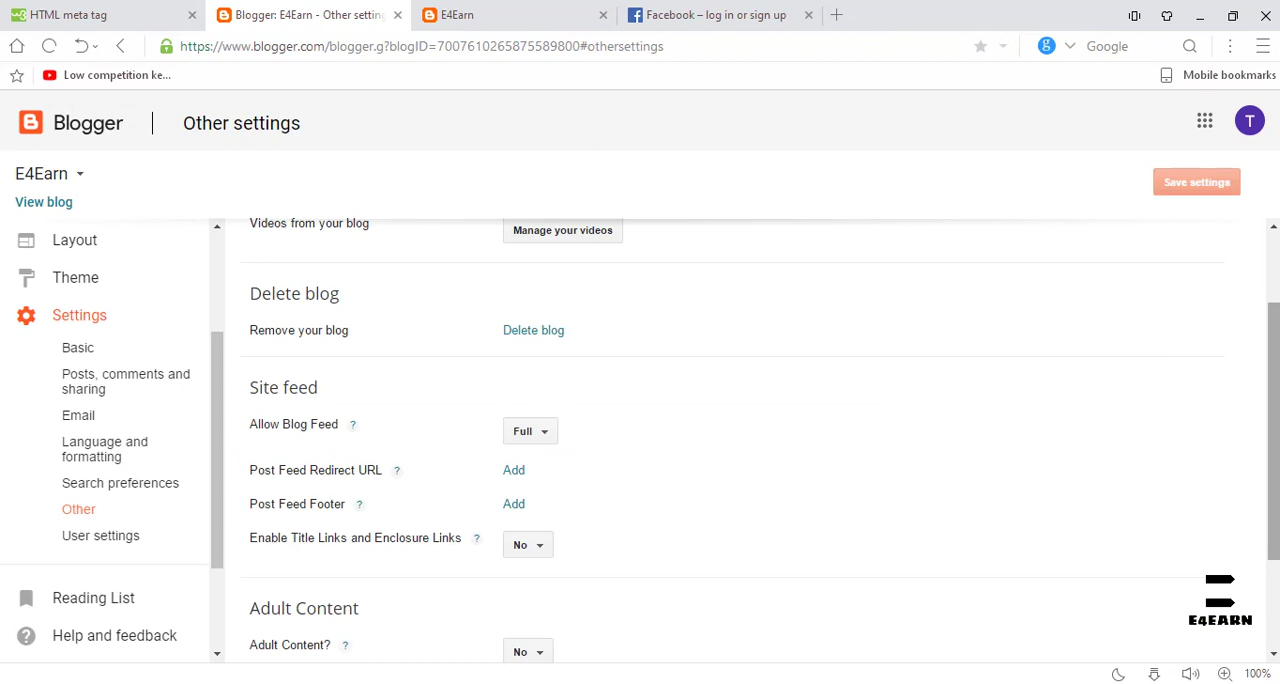 HTML meta tag
Blogger: E4Earn - Other settin
E4Earn
Facebook – log in or sign up
https://www.blogger.com/blogger.g?blogID=7007610265875589800#othersettings
g
Google
Low competition ke...
Mobile bookmarks
Blogger
Other settings
T
E4Earn
Save settings
View blog
Layout
Theme
Settings
Basic
Posts, comments and
sharing
Email
Language and
formatting
Search preferences
Other
User settings
Reading List
Help and feedback
Videos from your blog
Manage your videos
Delete blog
Remove your blog
Delete blog
Site feed
Allow Blog Feed ?
Full
Post Feed Redirect URL ?
Add
Post Feed Footer ?
Add
Enable Title Links and Enclosure Links ?
No
Adult Content
Adult Content? ?
No
E4EARN
100%